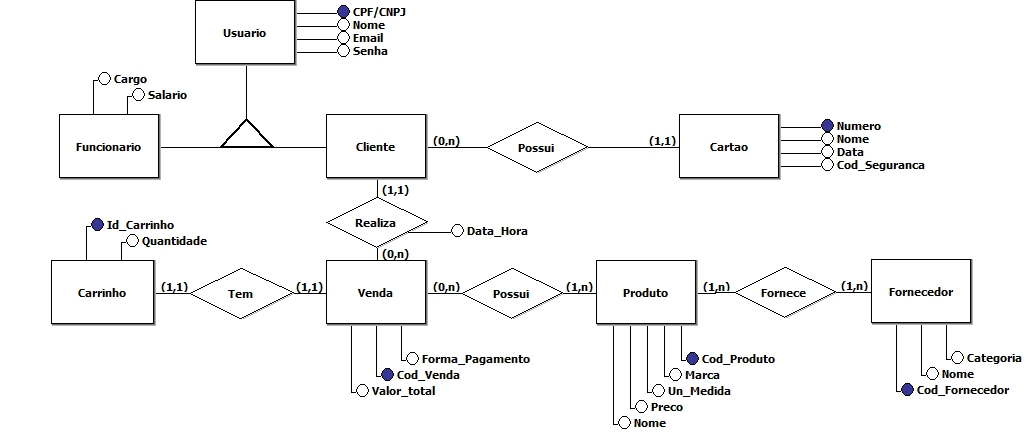 Usuario
CPF/CNPJ
Nome
Email
Senha
Cargo
Salario
Funcionario
Cliente
(0,n)
Possui
(1,1)
Cartao
Numero
Nome
Data
Cod_Seguranca
(1,1)
Realiza
Data_Hora
(0,n)
Id_Carrinho
Quantidade
Carrinho
(1,1)
Tem
(1,1)
Venda
(0,n)
Possui
(1,n)
Produto
(1,n)
Fornece
(1,n)
Fornecedor
Forma_Pagamento
Cod_Venda
Valor_total
Cod_Produto
Marca
Un_Medida
Preco
Nome
Categoria
Nome
Cod_Fornecedor